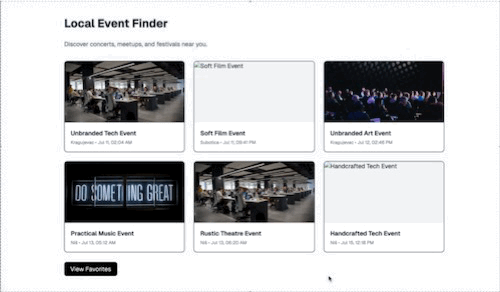 Local Event Finder
Discover concerts, meetups, and festivals near you.
Soft Film Event
Unbranded Tech Event
Kragujevac • Jul 11, 02:04 AM
Soft Film Event
Subotica • Jul 11, 09:41 PM
Unbranded Art Event
Kragujevac • Jul 12, 02:46 PM
DO SOMETHING GREAT
Handcrafted Tech Event
Practical Music Event
Niš • Jul 13, 05:12 AM
Rustic Theatre Event
Niš • Jul 13, 06:20 AM
Handcrafted Tech Event
Niš • Jul 15, 12:18 PM
View Favorites